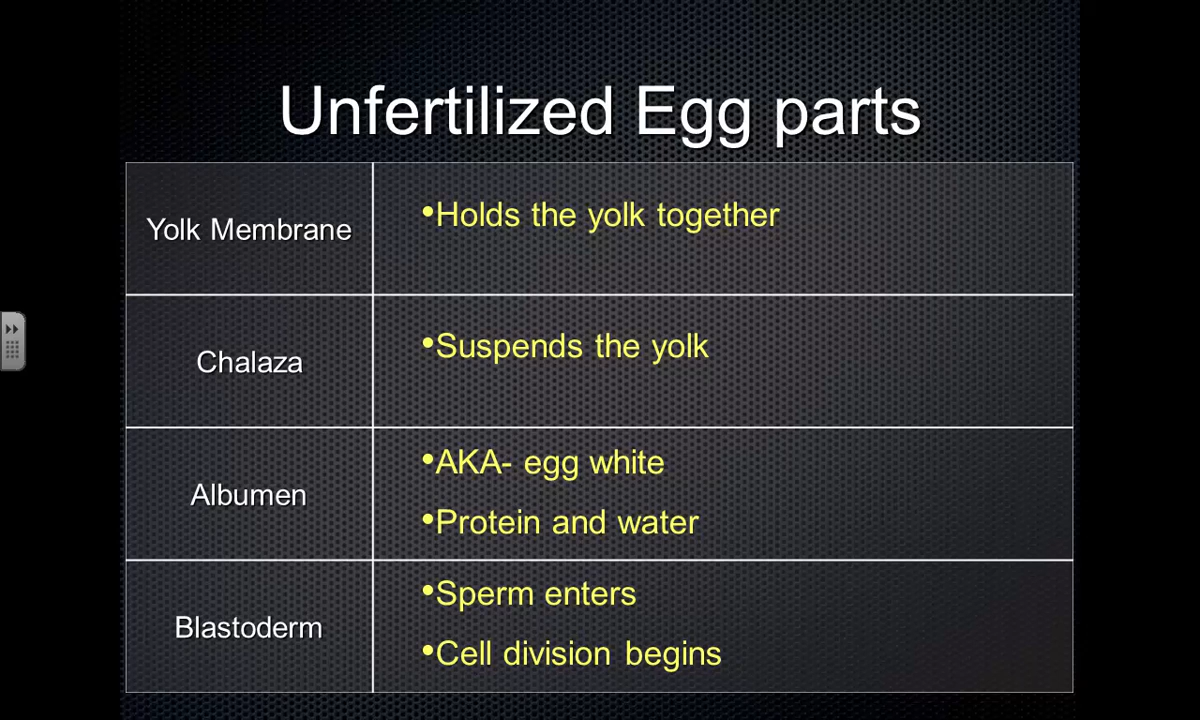 Unfertilized Egg parts
Yolk Membrane
•Holds the yolk together
Chalaza
•Suspends the yolk
Albumen
•AKA- egg white
•Protein and water
Blastoderm
•Sperm enters
•Cell division begins